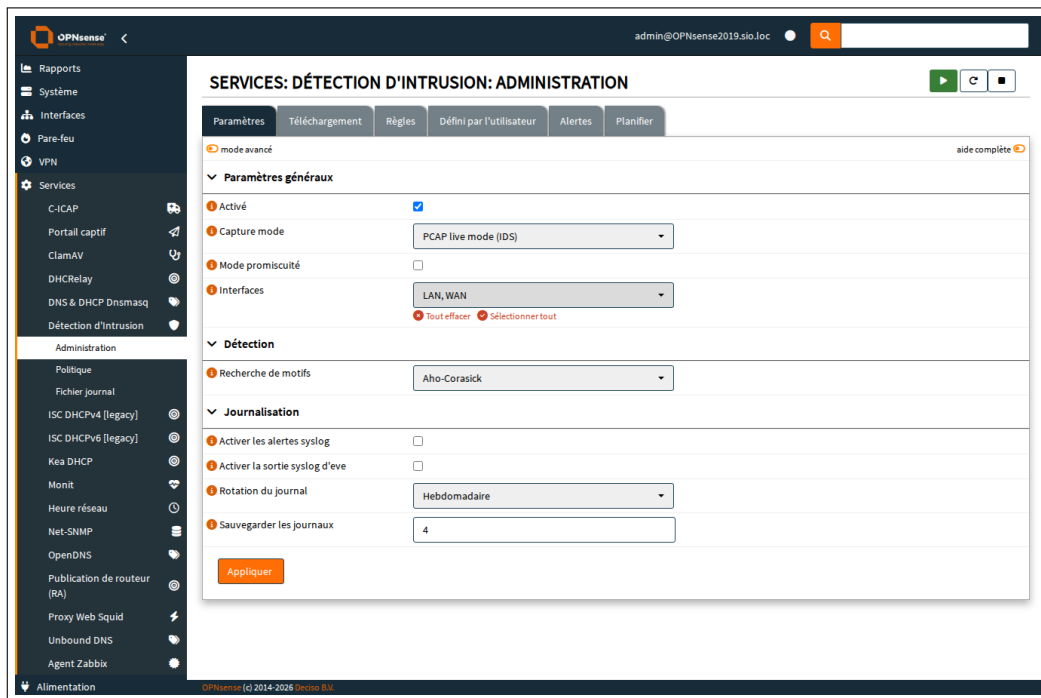 OPNsense
admin@OPNsense2019.sio.loc
Rapports
Système
Interfaces
Pare-feu
VPN
Services
C-ICAP
Portail captif
ClamAV
DHCRelay
DNS & DHCP Dnsmasq
Détection d'Intrusion
Administration
Politique
Fichier journal
ISC DHCPv4 [legacy]
ISC DHCPv6 [legacy]
Kea DHCP
Monit
Heure réseau
Net-SNMP
OpenDNS
Publication de routeur
(RA)
Proxy Web Squid
Unbound DNS
Agent Zabbix
Alimentation
SERVICES: DÉTECTION D'INTRUSION: ADMINISTRATION
Paramètres Téléchargement Règles Défini par l'utilisateur Alertes Planifier
mode avancé aide complète
Paramètres généraux
Activé
Capture mode PCAP live mode (IDS)
Mode promiscuité
Interfaces LAN, WAN
Tout effacer Sélectionner tout
Détection
Recherche de motifs Aho-Corasick
Journalisation
Activer les alertes syslog
Activer la sortie syslog d'eve
Rotation du journal Hebdomadaire
Sauvegarder les journaux 4
Appliquer
OPNsense (c) 2014-2026 Deciso B.V.